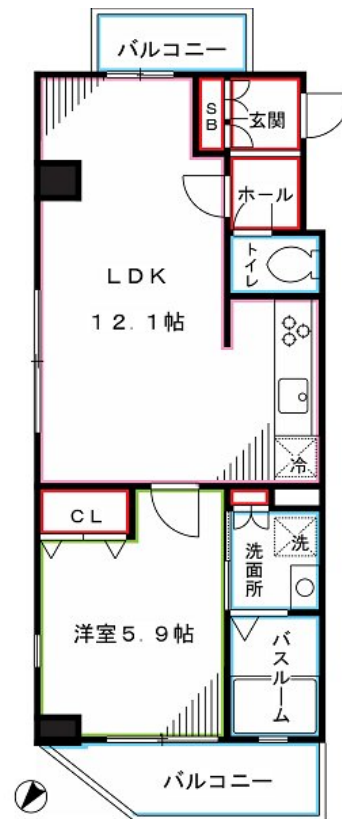 バルコニー
SB
玄関
ホール
トイレ
LDK
12.1帖
冷
CL
洗面所
洗
洋室5.9帖
バスルーム
バルコニー